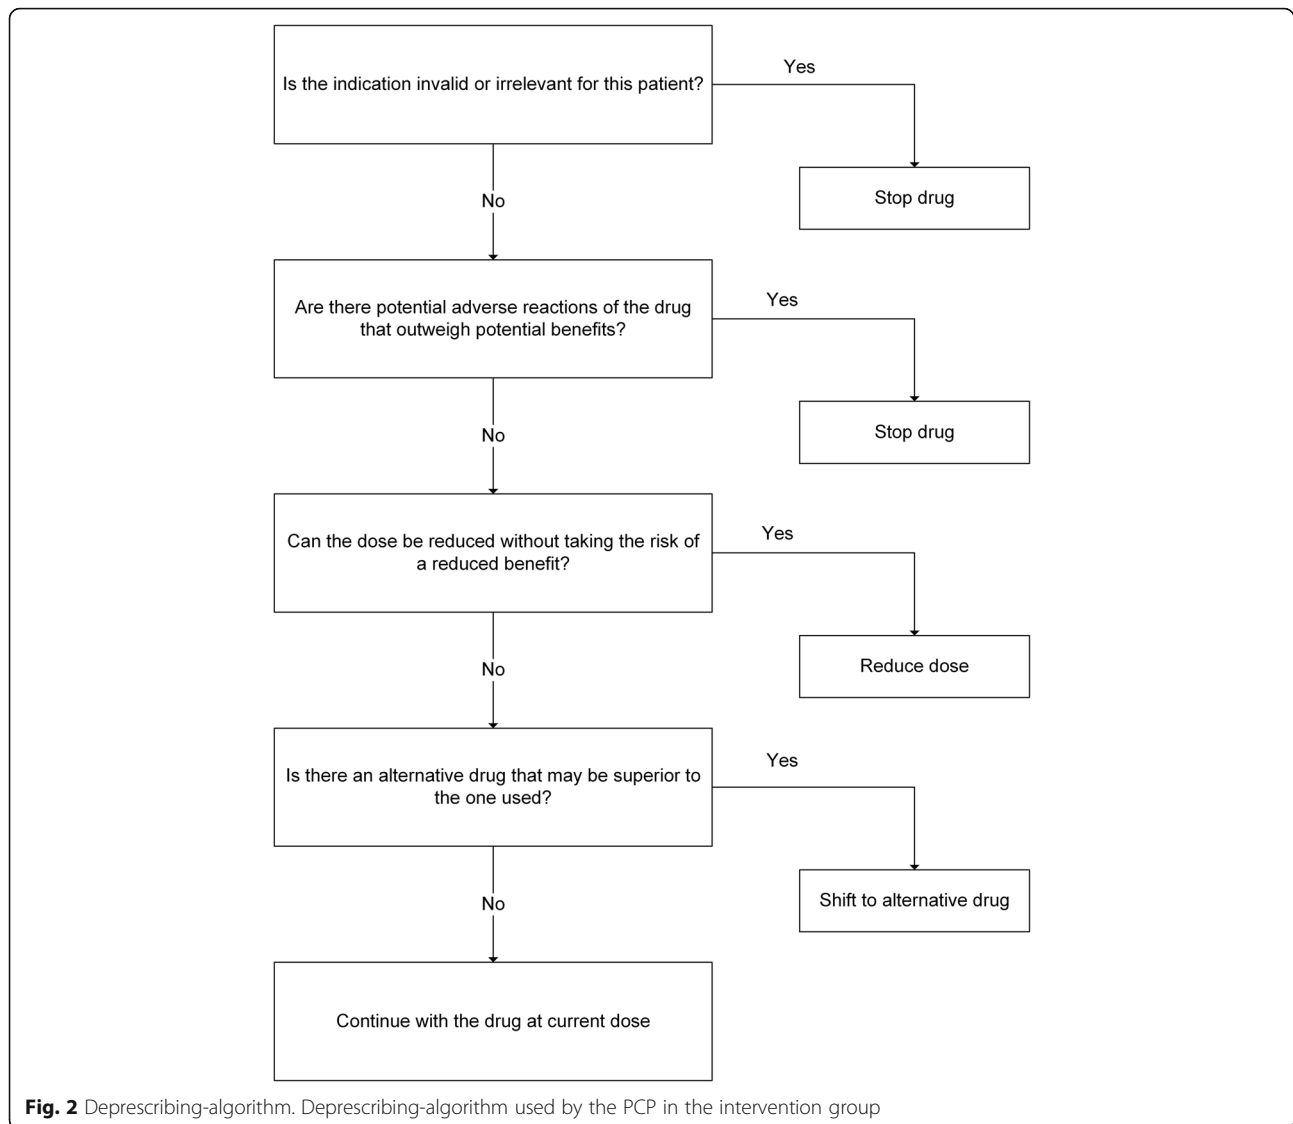 Is the indication invalid or irrelevant for this patient?
Yes
Stop drug
No
Are there potential adverse reactions of the drug
that outweigh potential benefits?
Yes
Stop drug
No
Can the dose be reduced without taking the risk of
a reduced benefit?
Yes
Reduce dose
No
Is there an alternative drug that may be superior to
the one used?
Yes
Shift to alternative drug
No
Continue with the drug at current dose
Fig. 2 Deprescribing-algorithm. Deprescribing-algorithm used by the PCP in the intervention group